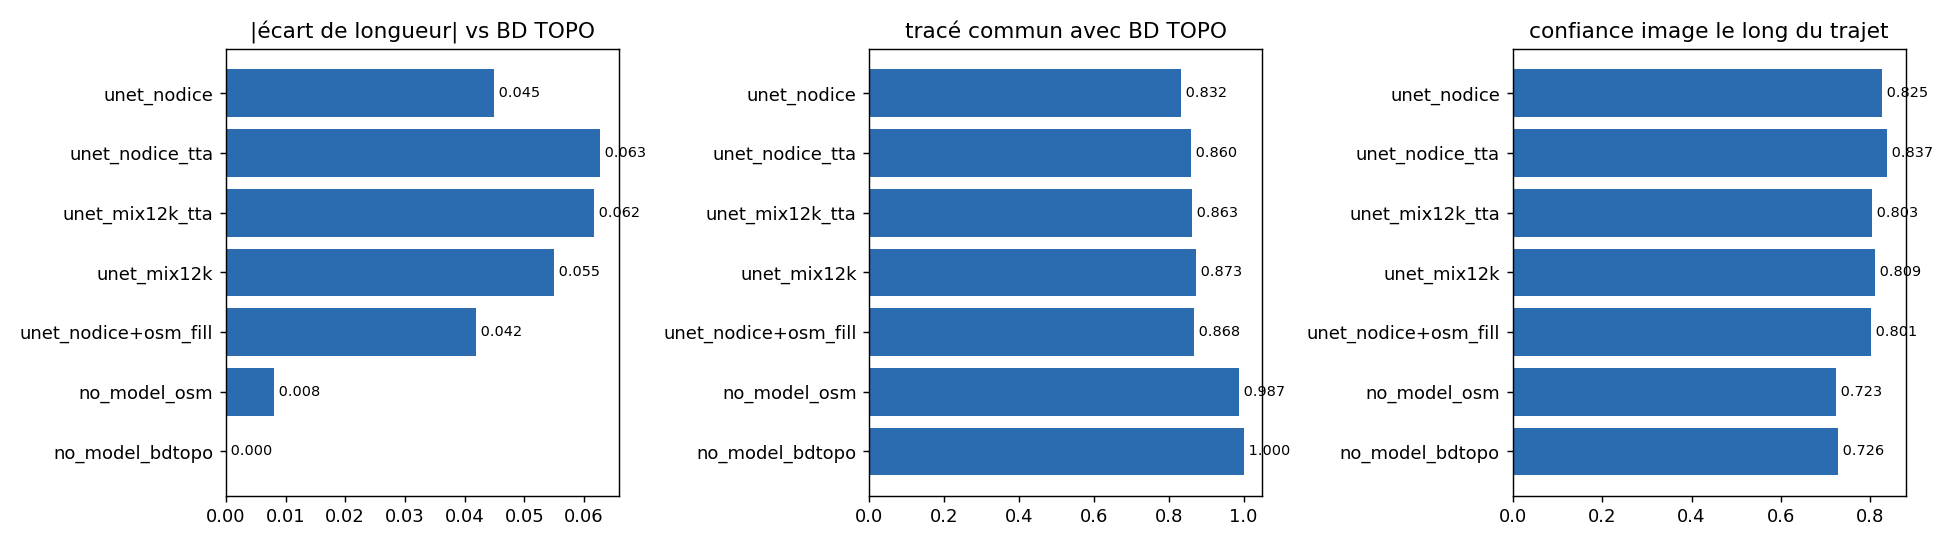 |écart de longueur| vs BD TOPO
unet_nodice
0.045
unet_nodice_tta
0.063
unet_mix12k_tta
0.062
unet_mix12k
0.055
unet_nodice+osm_fill
0.042
no_model_osm
0.008
no_model_bdtopo
0.000
0.00 0.01 0.02 0.03 0.04 0.05 0.06
tracé commun avec BD TOPO
unet_nodice
0.832
unet_nodice_tta
0.860
unet_mix12k_tta
0.863
unet_mix12k
0.873
unet_nodice+osm_fill
0.868
no_model_osm
0.987
no_model_bdtopo
1.000
0.0 0.2 0.4 0.6 0.8 1.0
confiance image le long du trajet
unet_nodice
0.825
unet_nodice_tta
0.837
unet_mix12k_tta
0.803
unet_mix12k
0.809
unet_nodice+osm_fill
0.801
no_model_osm
0.723
no_model_bdtopo
0.726
0.0 0.2 0.4 0.6 0.8